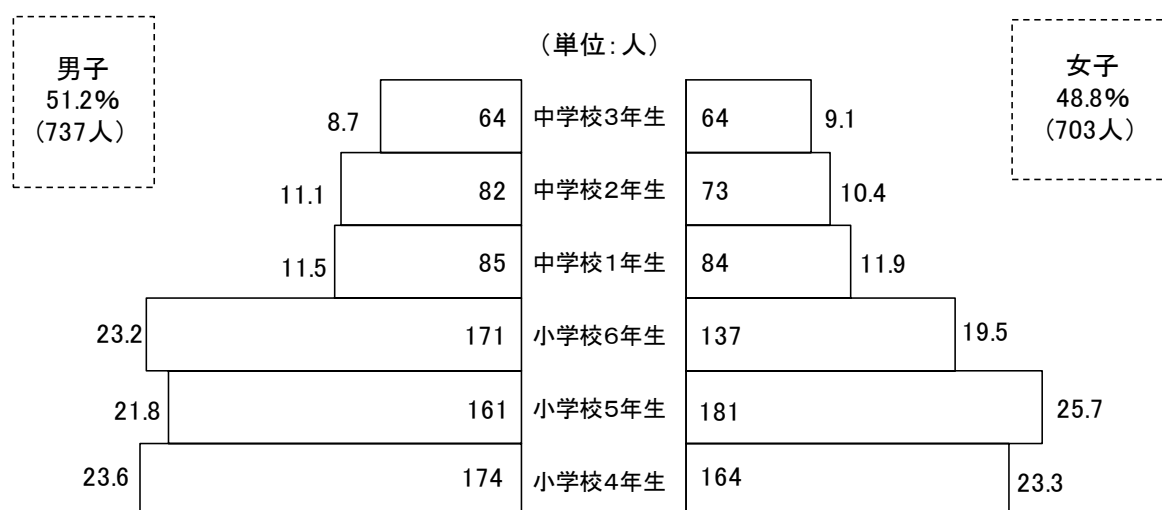 （単位：人）
男子
51.2%
（737人）
女子
48.8%
（703人）
8.7 64 中学校3年生 64 9.1
11.1 82 中学校2年生 73 10.4
11.5 85 中学校1年生 84 11.9
23.2 171 小学校6年生 137 19.5
21.8 161 小学校5年生 181 25.7
23.6 174 小学校4年生 164 23.3